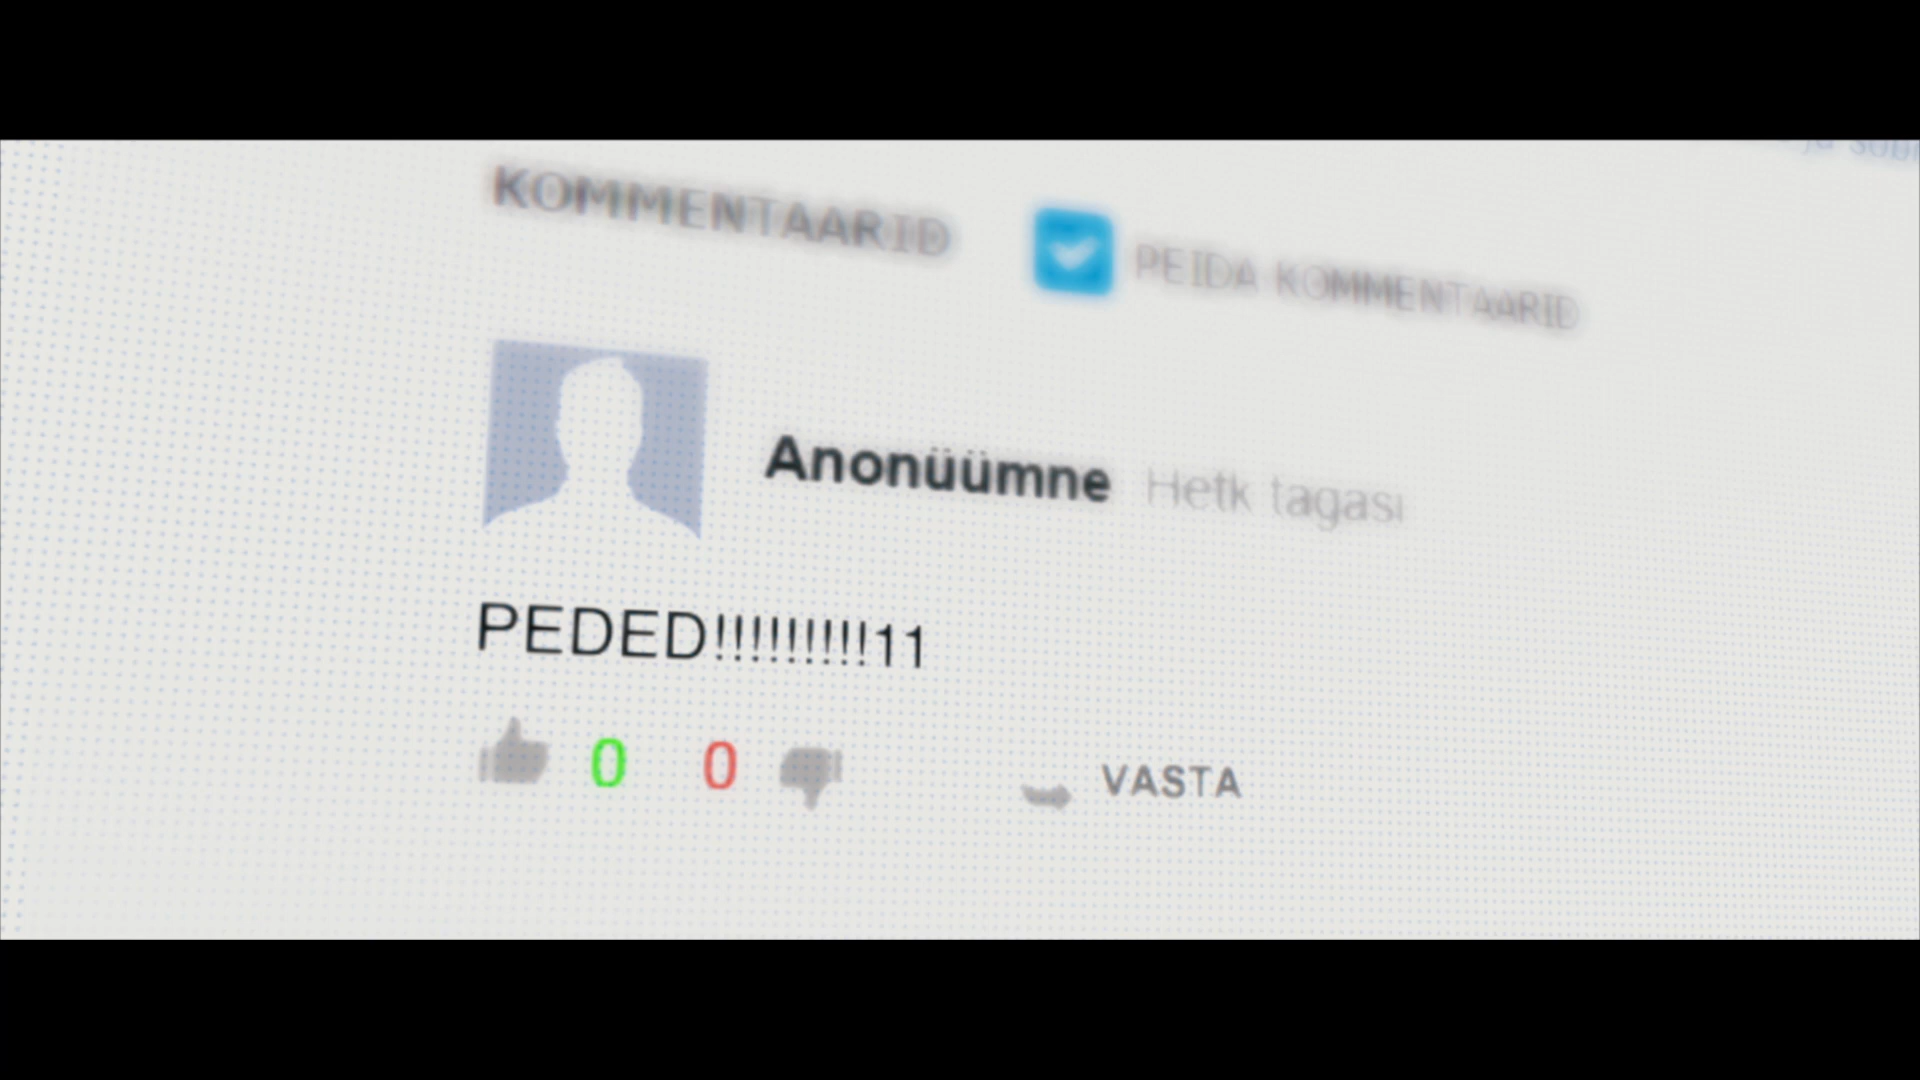 KOMMENTAARID
PEIDA KOMMENTAARID
Anonüümne Hetk tagasi
PEDED!!!!!!!!!11
0 0 VASTA